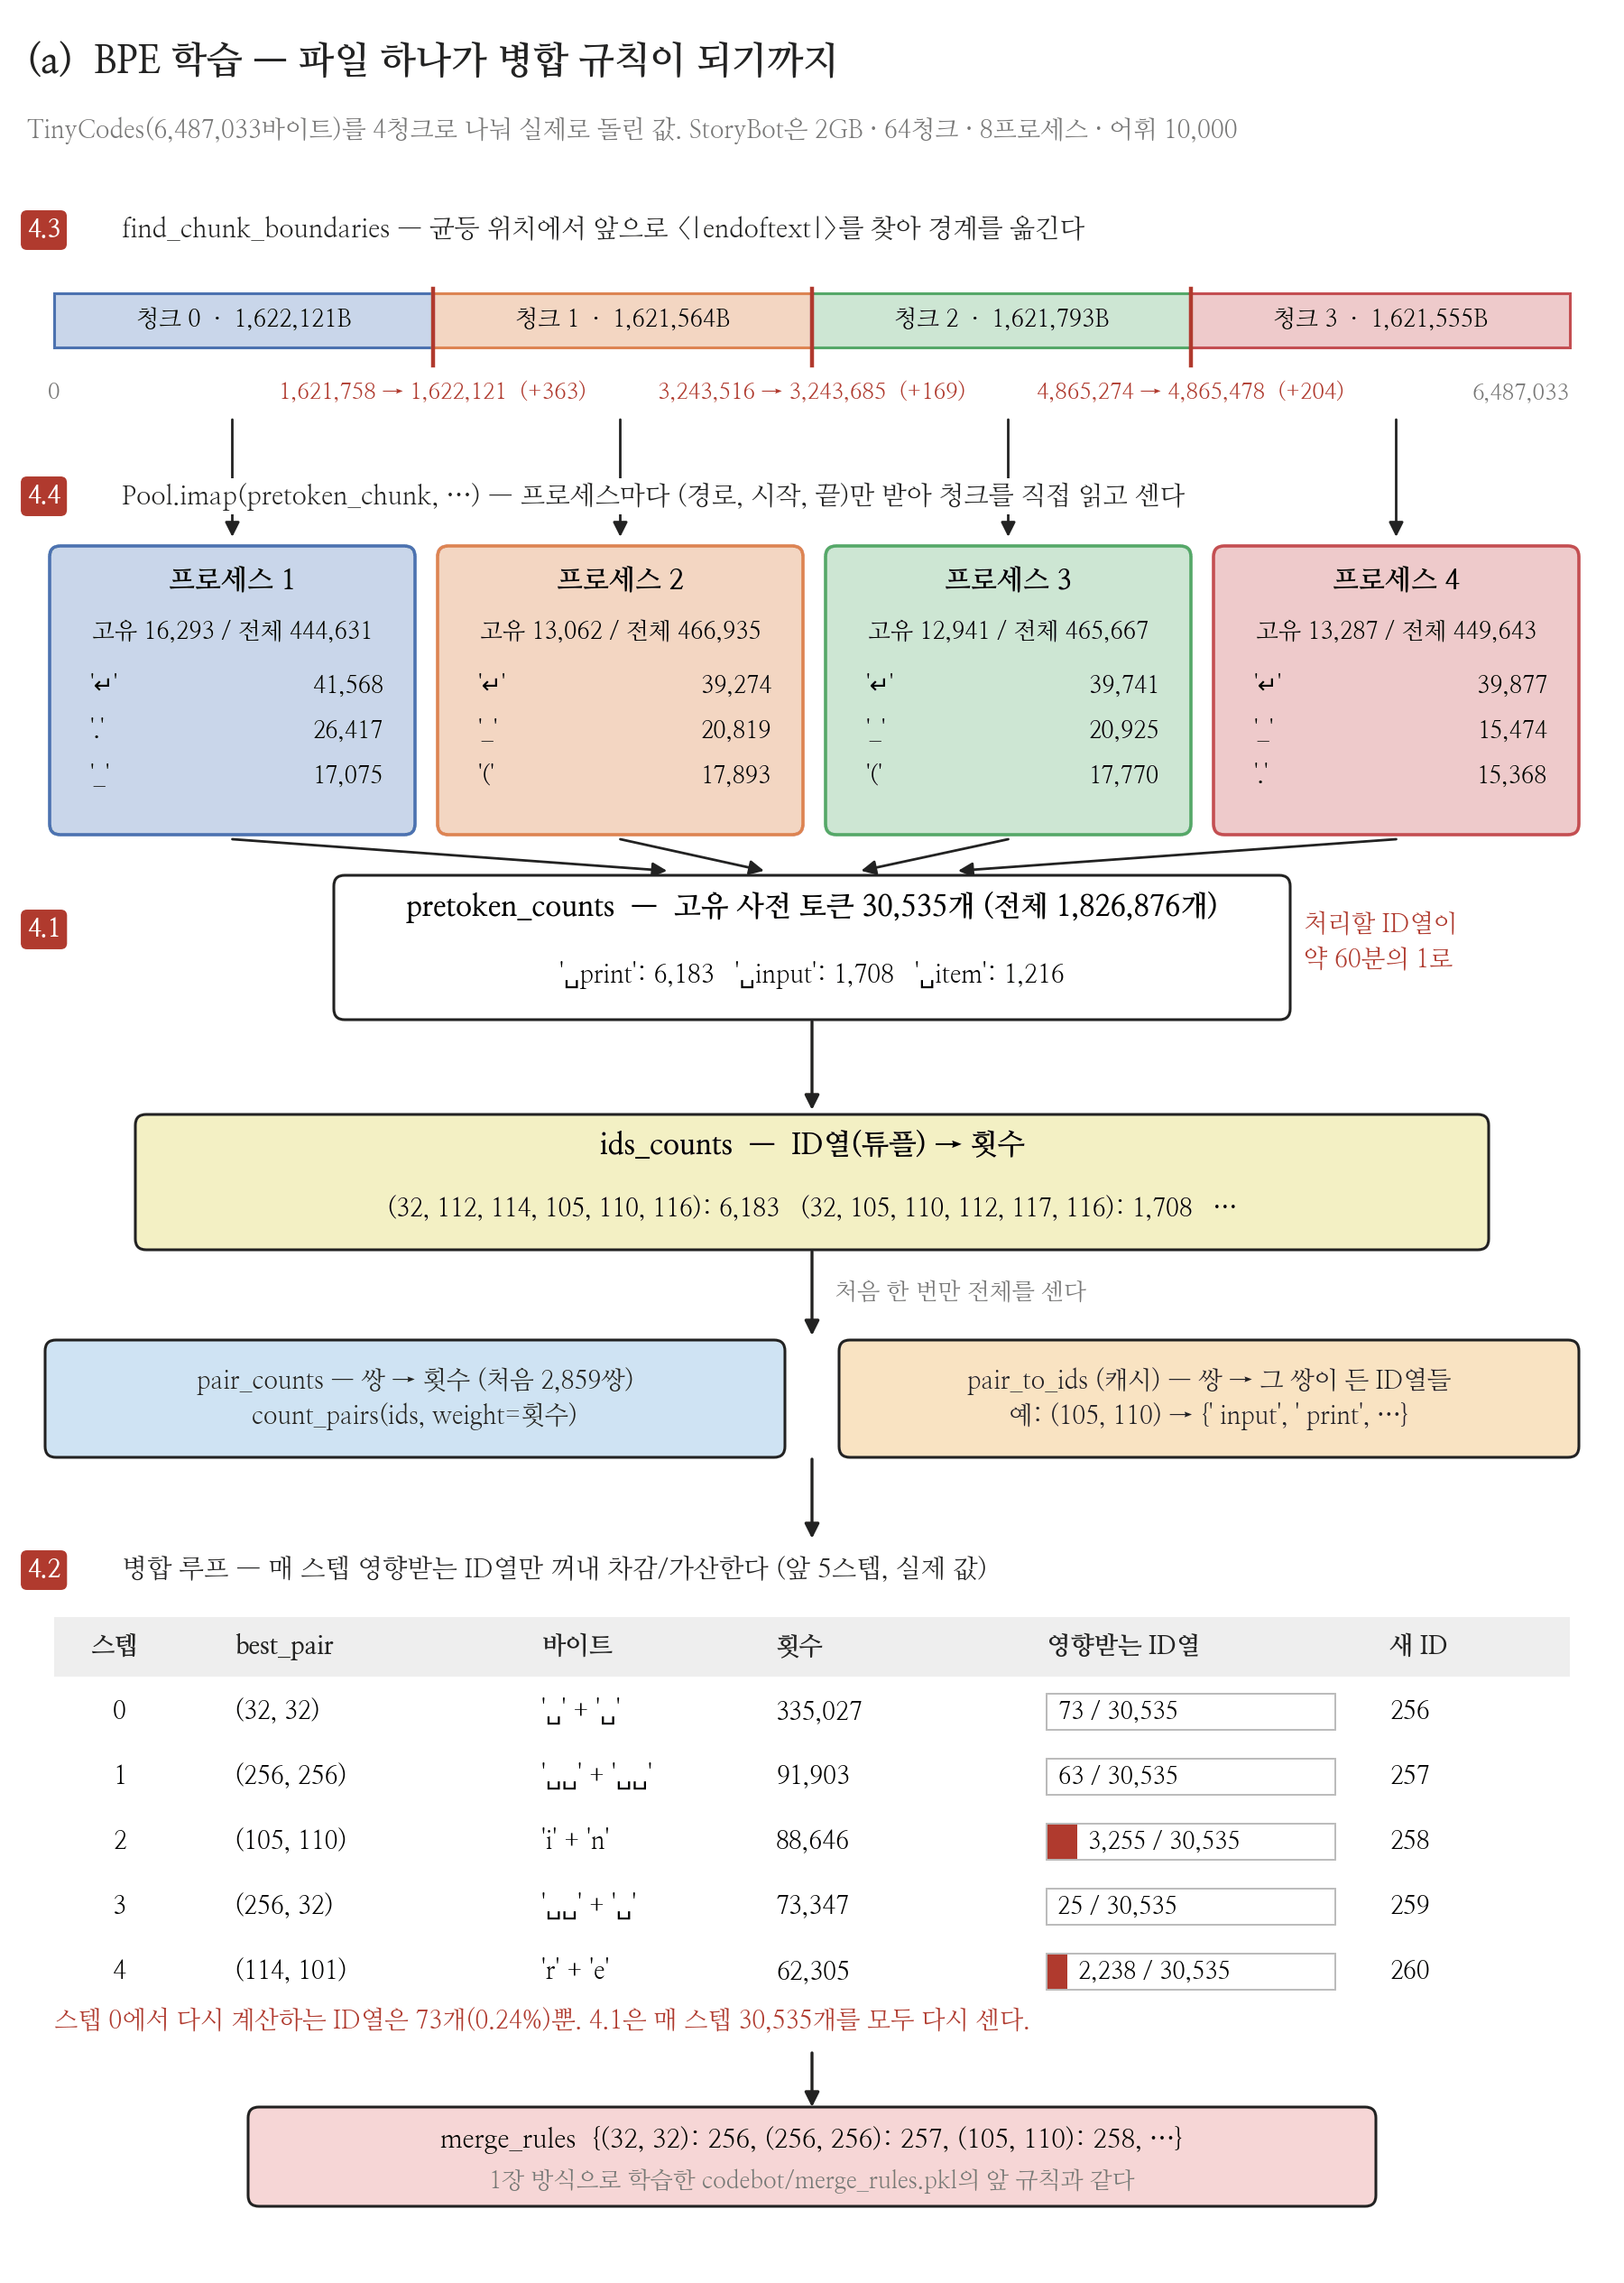 (a) BPE 학습 — 파일 하나가 병합 규칙이 되기까지
TinyCodes(6,487,033바이트)를 4청크로 나눠 실제로 돌린 값. StoryBot은 2GB · 64청크 · 8프로세스 · 어휘 10,000
4.3 find_chunk_boundaries — 균등 위치에서 앞으로 <|endoftext|>를 찾아 경계를 옮긴다
청크 0 · 1,622,121B 청크 1 · 1,621,564B 청크 2 · 1,621,793B 청크 3 · 1,621,555B
0 1,621,758 → 1,622,121 (+363) 3,243,516 → 3,243,685 (+169) 4,865,274 → 4,865,478 (+204) 6,487,033
4.4 Pool.imap(pretoken_chunk, ⋯) — 프로세스마다 (경로, 시작, 끝)만 받아 청크를 직접 읽고 센다
프로세스 1
고유 16,293 / 전체 444,631
'↵' 41,568
'.' 26,417
'_' 17,075
프로세스 2
고유 13,062 / 전체 466,935
'↵' 39,274
'_' 20,819
'(' 17,893
프로세스 3
고유 12,941 / 전체 465,667
'↵' 39,741
'_' 20,925
'(' 17,770
프로세스 4
고유 13,287 / 전체 449,643
'↵' 39,877
'_' 15,474
'.' 15,368
4.1 pretoken_counts — 고유 사전 토큰 30,535개 (전체 1,826,876개)
'␣print': 6,183 '␣input': 1,708 '␣item': 1,216
처리할 ID열이
약 60분의 1로
ids_counts — ID열(튜플) → 횟수
(32, 112, 114, 105, 110, 116): 6,183 (32, 105, 110, 112, 117, 116): 1,708 ⋯
처음 한 번만 전체를 센다
pair_counts — 쌍 → 횟수 (처음 2,859쌍)
count_pairs(ids, weight=횟수)
pair_to_ids (캐시) — 쌍 → 그 쌍이 든 ID열들
예: (105, 110) → {' input', ' print', ⋯}
4.2 병합 루프 — 매 스텝 영향받는 ID열만 꺼내 차감/가산한다 (앞 5스텝, 실제 값)
스텝 best_pair 바이트 횟수 영향받는 ID열 새 ID
0 (32, 32) '␣' + '␣' 335,027 73 / 30,535 256
1 (256, 256) '␣␣' + '␣␣' 91,903 63 / 30,535 257
2 (105, 110) 'i' + 'n' 88,646 3,255 / 30,535 258
3 (256, 32) '␣␣' + '␣' 73,347 25 / 30,535 259
4 (114, 101) 'r' + 'e' 62,305 2,238 / 30,535 260
스텝 0에서 다시 계산하는 ID열은 73개(0.24%)뿐. 4.1은 매 스텝 30,535개를 모두 다시 센다.
merge_rules {(32, 32): 256, (256, 256): 257, (105, 110): 258, ⋯}
1장 방식으로 학습한 codebot/merge_rules.pkl의 앞 규칙과 같다